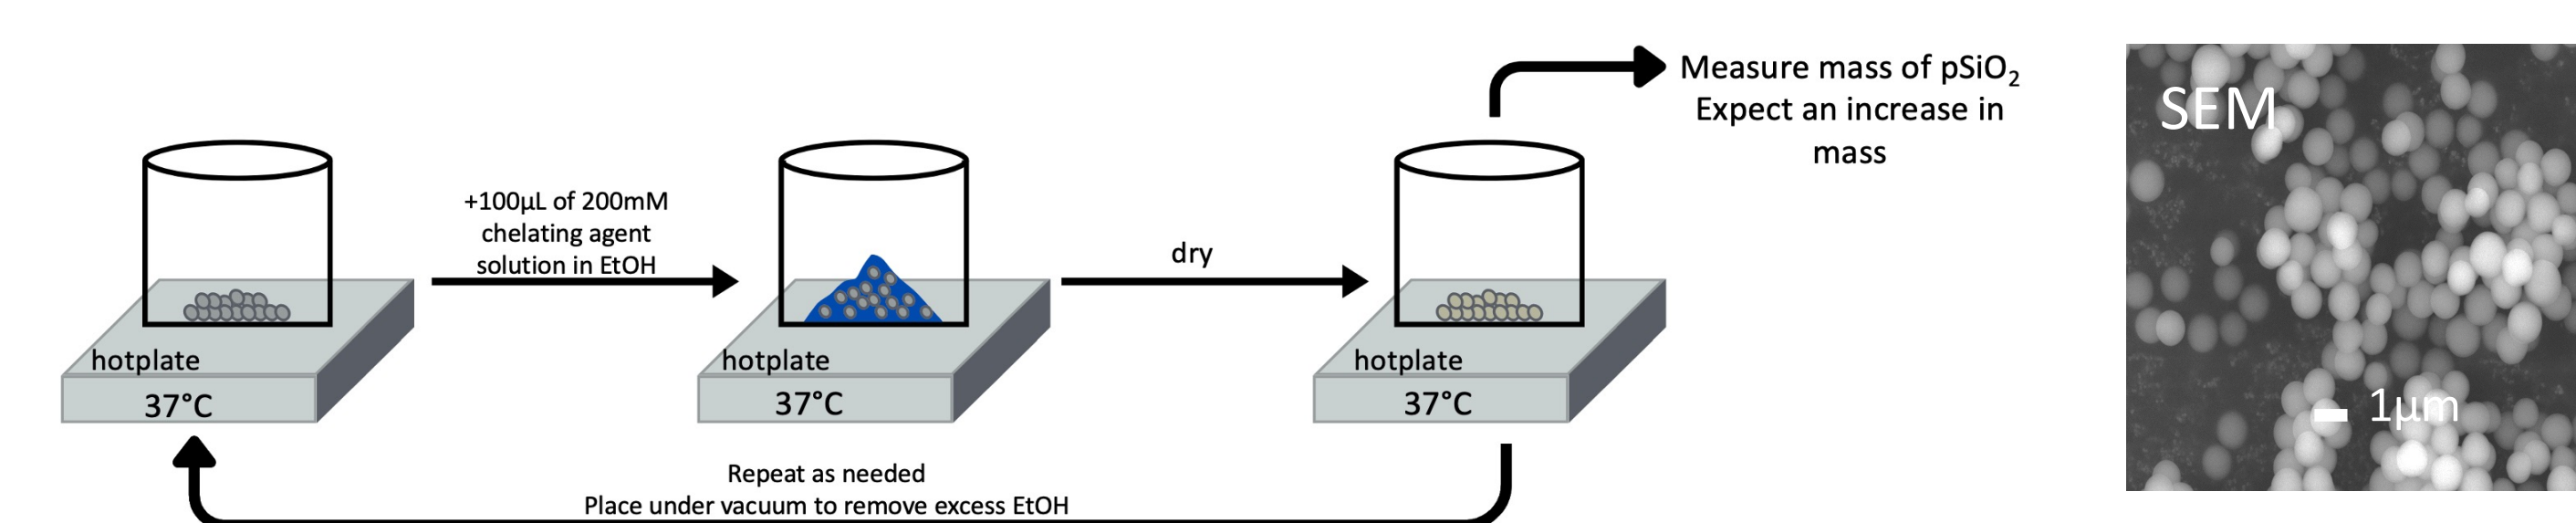 +100µL of 200mM
chelating agent
solution in EtOH
dry
Measure mass of pSiO₂
Expect an increase in
mass
hotplate
37°C
hotplate
37°C
hotplate
37°C
Repeat as needed
Place under vacuum to remove excess EtOH
SEM
1µm